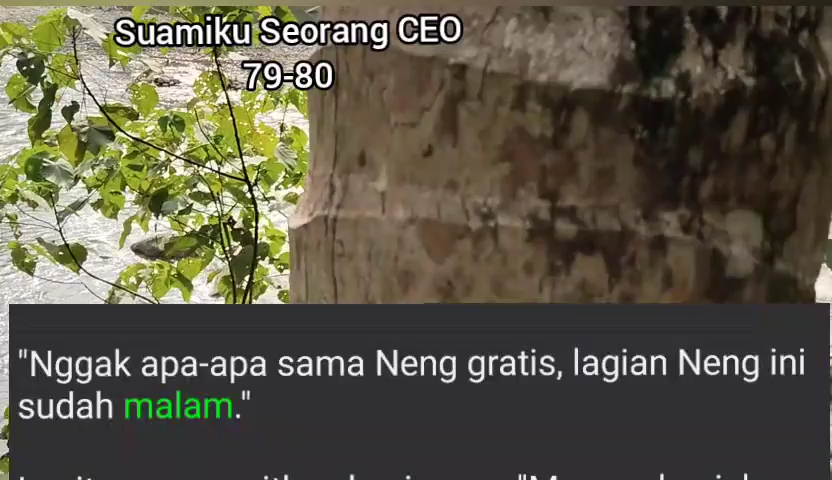 Suamiku Seorang CEO
79-80
"Nggak apa-apa sama Neng gratis, lagian Neng ini
sudah malam."